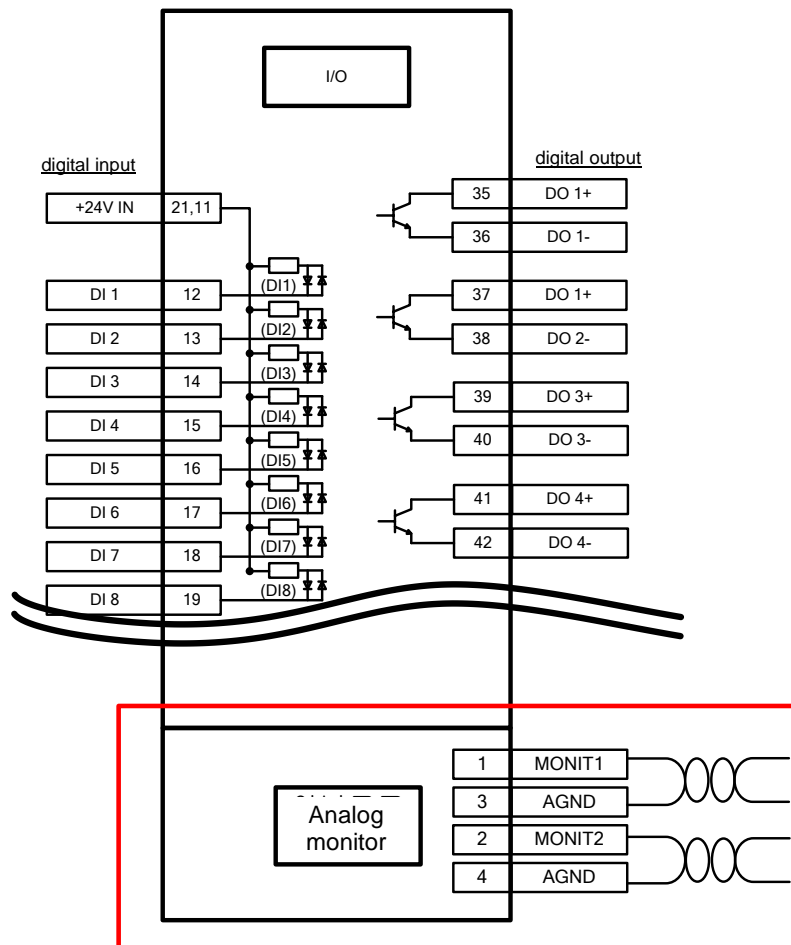 I/O
digital input
digital output
+24V IN 21,11
35 DO 1+
36 DO 1-
(DI1)
DI 1 12
37 DO 1+
(DI2)
DI 2 13
38 DO 2-
(DI3)
DI 3 14
39 DO 3+
(DI4)
DI 4 15
40 DO 3-
(DI5)
DI 5 16
41 DO 4+
(DI6)
DI 6 17
42 DO 4-
(DI7)
DI 7 18
(DI8)
DI 8 19
1 MONIT1
3 AGND
Analog
monitor
2 MONIT2
4 AGND